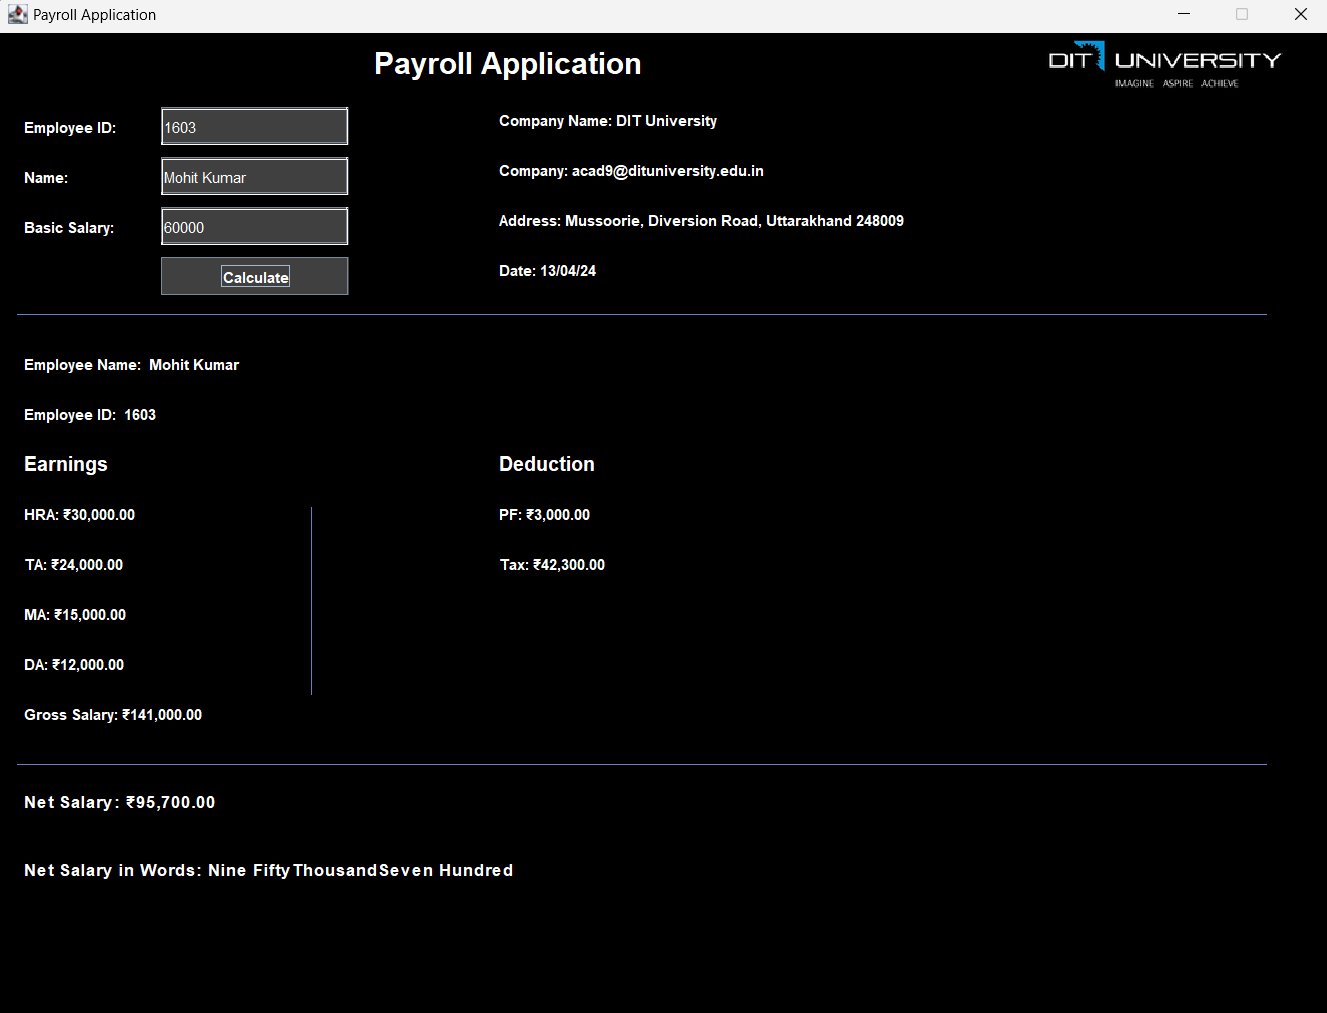 Payroll Application
Payroll Application
DIT UNIVERSITY
IMAGINE ASPIRE ACHIEVE
Employee ID: 1603
Name: Mohit Kumar
Basic Salary: 60000
Calculate
Company Name: DIT University
Company: acad9@dituniversity.edu.in
Address: Mussoorie, Diversion Road, Uttarakhand 248009
Date: 13/04/24
Employee Name: Mohit Kumar
Employee ID: 1603
Earnings
HRA: ₹30,000.00
TA: ₹24,000.00
MA: ₹15,000.00
DA: ₹12,000.00
Gross Salary: ₹141,000.00
Deduction
PF: ₹3,000.00
Tax: ₹42,300.00
Net Salary: ₹95,700.00
Net Salary in Words: Nine Fifty ThousandSeven Hundred